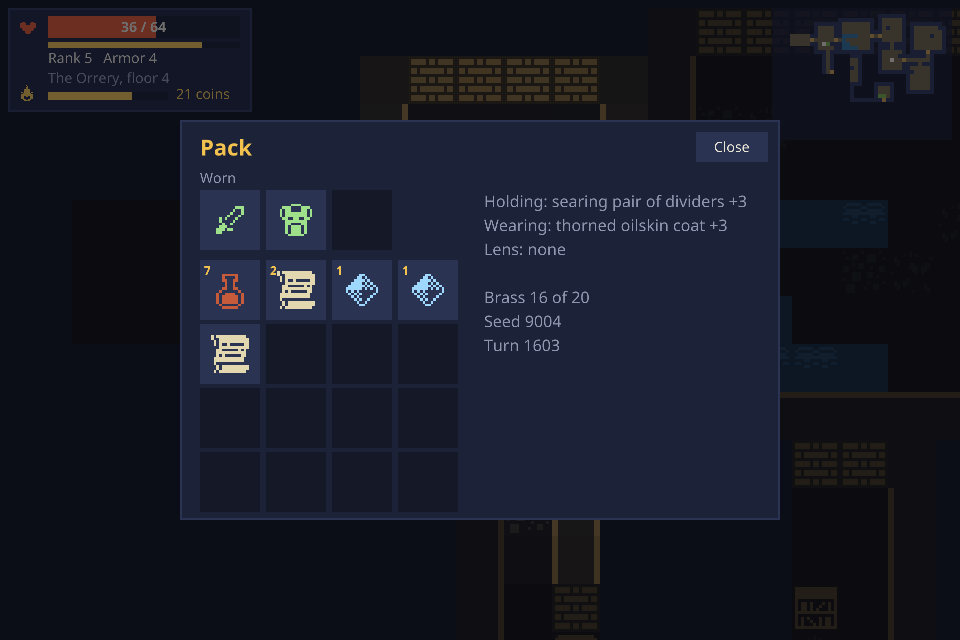 36 / 64
Rank 5 Armor 4
The Orrery, floor 4
21 coins
Pack
Close
Worn
Holding: searing pair of dividers +3
Wearing: thorned oilskin coat +3
Lens: none
7
2
1
1
Brass 16 of 20
Seed 9004
Turn 1603